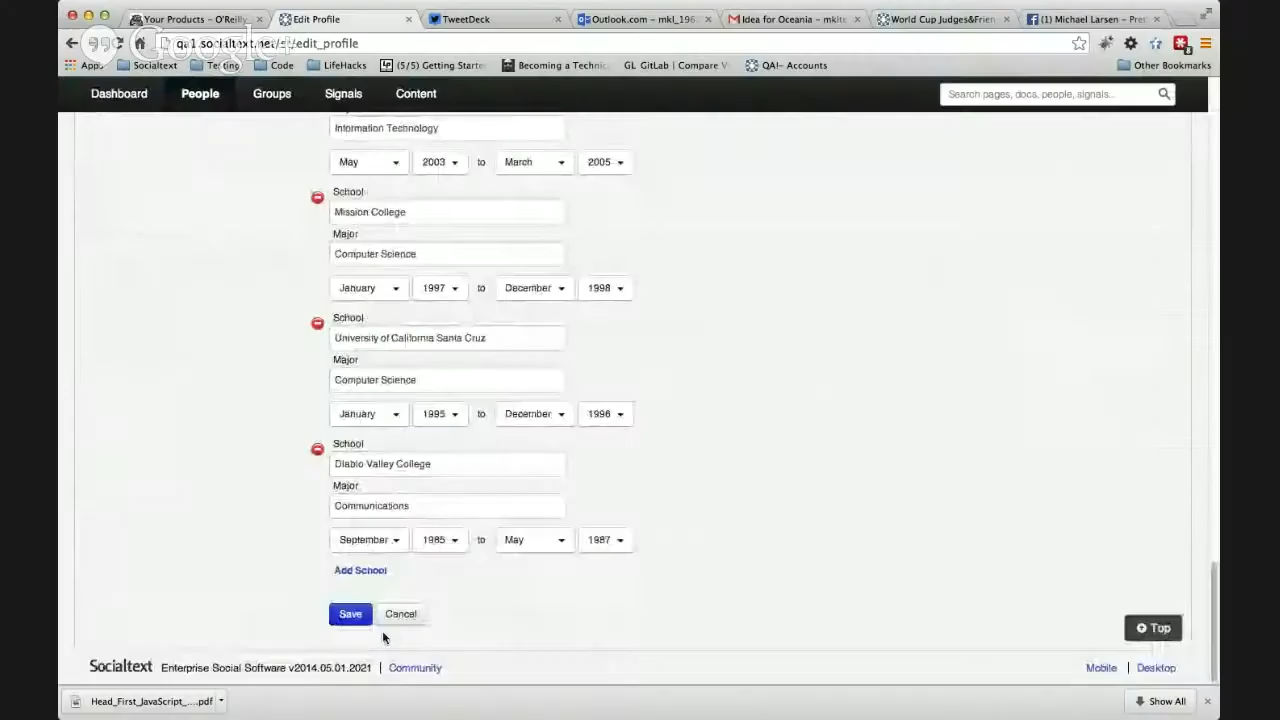 Your Products – O'Reilly
Edit Profile
TweetDeck
Outlook.com – mkl_196
Idea for Oceania – mklte
World Cup Judges&Frien
(1) Michael Larsen – Pre
Google+
qa1.socialtext.net/st/edit_profile
Apps
Socialtext
Testing
Code
LifeHacks
(5/5) Getting Starte
Becoming a Technic
GL GitLab | Compare V
QAI– Accounts
Other Bookmarks
Dashboard
People
Groups
Signals
Content
Search pages, docs, people, signals...
Information Technology
May 2003 to March 2005
School
Mission College
Major
Computer Science
January 1997 to December 1998
School
University of California Santa Cruz
Major
Computer Science
January 1995 to December 1996
School
Diablo Valley College
Major
Communications
September 1985 to May 1987
Add School
Save Cancel
Top
Socialtext Enterprise Social Software v2014.05.01.2021 | Community
Mobile | Desktop
Head_First_JavaScript_....pdf
Show All